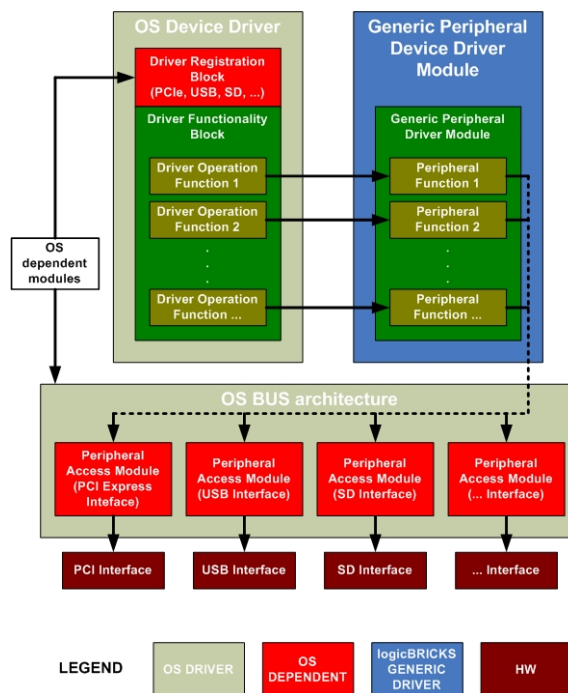 OS Device Driver
Driver Registration
Block
(PCIe, USB, SD, ...)
Driver Functionality
Block
Driver Operation
Function 1
Driver Operation
Function 2
.
.
.
Driver Operation
Function ...
Generic Peripheral
Device Driver
Module
Generic Peripheral
Driver Module
Peripheral
Function 1
Peripheral
Function 2
.
.
.
Peripheral
Function ...
OS
dependent
modules
OS BUS architecture
Peripheral
Access Module
(PCI Express
Inteface)
Peripheral
Access Module
(USB Interface)
Peripheral
Access Module
(SD Interface)
Peripheral
Access Module
(... Interface)
PCI Interface
USB Interface
SD Interface
... Interface
LEGEND
OS DRIVER
OS
DEPENDENT
logicBRICKS
GENERIC
DRIVER
HW